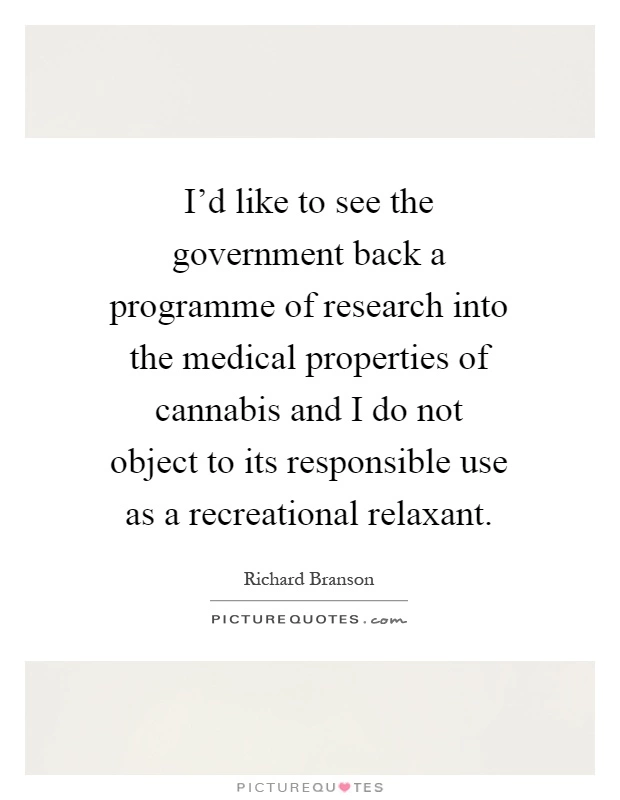 I’d like to see the
government back a
programme of research into
the medical properties of
cannabis and I do not
object to its responsible use
as a recreational relaxant.
Richard Branson
PICTUREQUOTES.com
PICTUREQUOTES